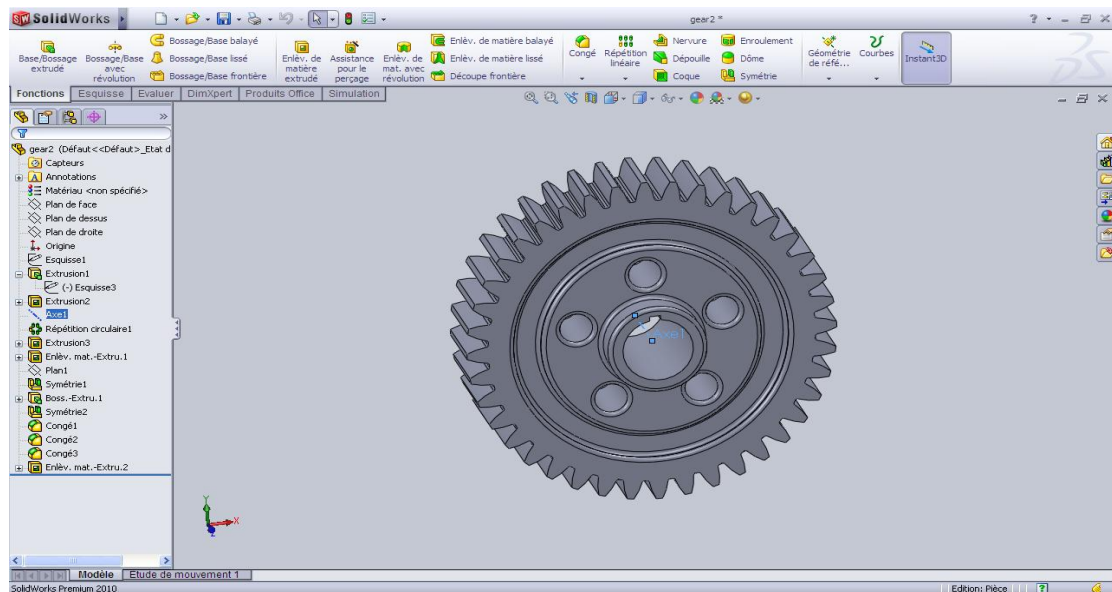 SolidWorks
gear2 *
Base/Bossage extrudé
Bossage/Base avec révolution
Bossage/Base balayé
Bossage/Base lissé
Bossage/Base frontière
Enlèv. de matière extrudé
Assistance pour le perçage
Enlèv. de mat. avec révolution
Enlèv. de matière balayé
Enlèv. de matière lissé
Découpe frontière
Congé
Répétition linéaire
Nervure
Dépouille
Coque
Enroulement
Dôme
Symétrie
Géométrie de réfé...
Courbes
Instant3D
Fonctions Esquisse Evaluer DimXpert Produits Office Simulation
gear2 (Défaut<<Défaut>_Etat d
Capteurs
Annotations
Matériau <non spécifié>
Plan de face
Plan de dessus
Plan de droite
Origine
Esquisse1
Extrusion1
(-) Esquisse3
Extrusion2
Axe1
Répétition circulaire1
Extrusion3
Enlèv. mat.-Extru.1
Plan1
Symétrie1
Boss.-Extru.1
Symétrie2
Congé1
Congé2
Congé3
Enlèv. mat.-Extru.2
Axe1
Y
X
Modèle Etude de mouvement 1
SolidWorks Premium 2010
Edition: Pièce